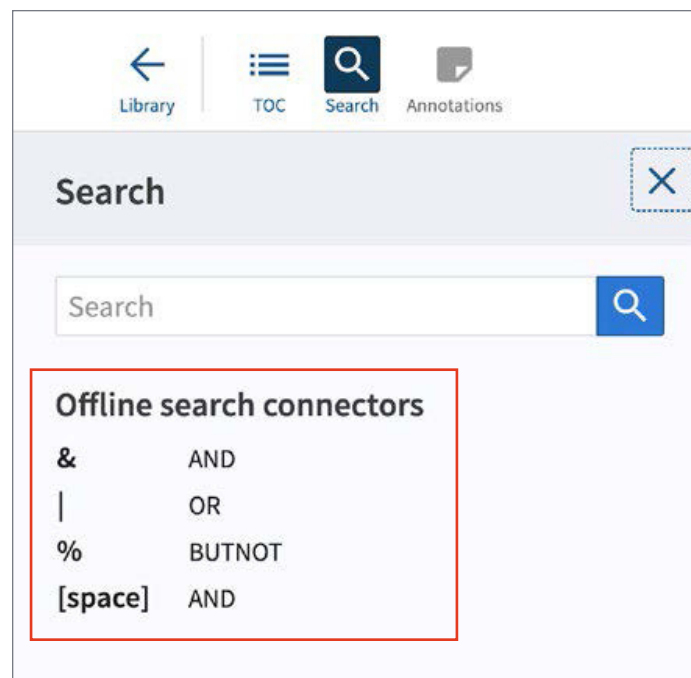 Library TOC Search Annotations
Search
Search
Offline search connectors
& AND
| OR
% BUTNOT
[space] AND